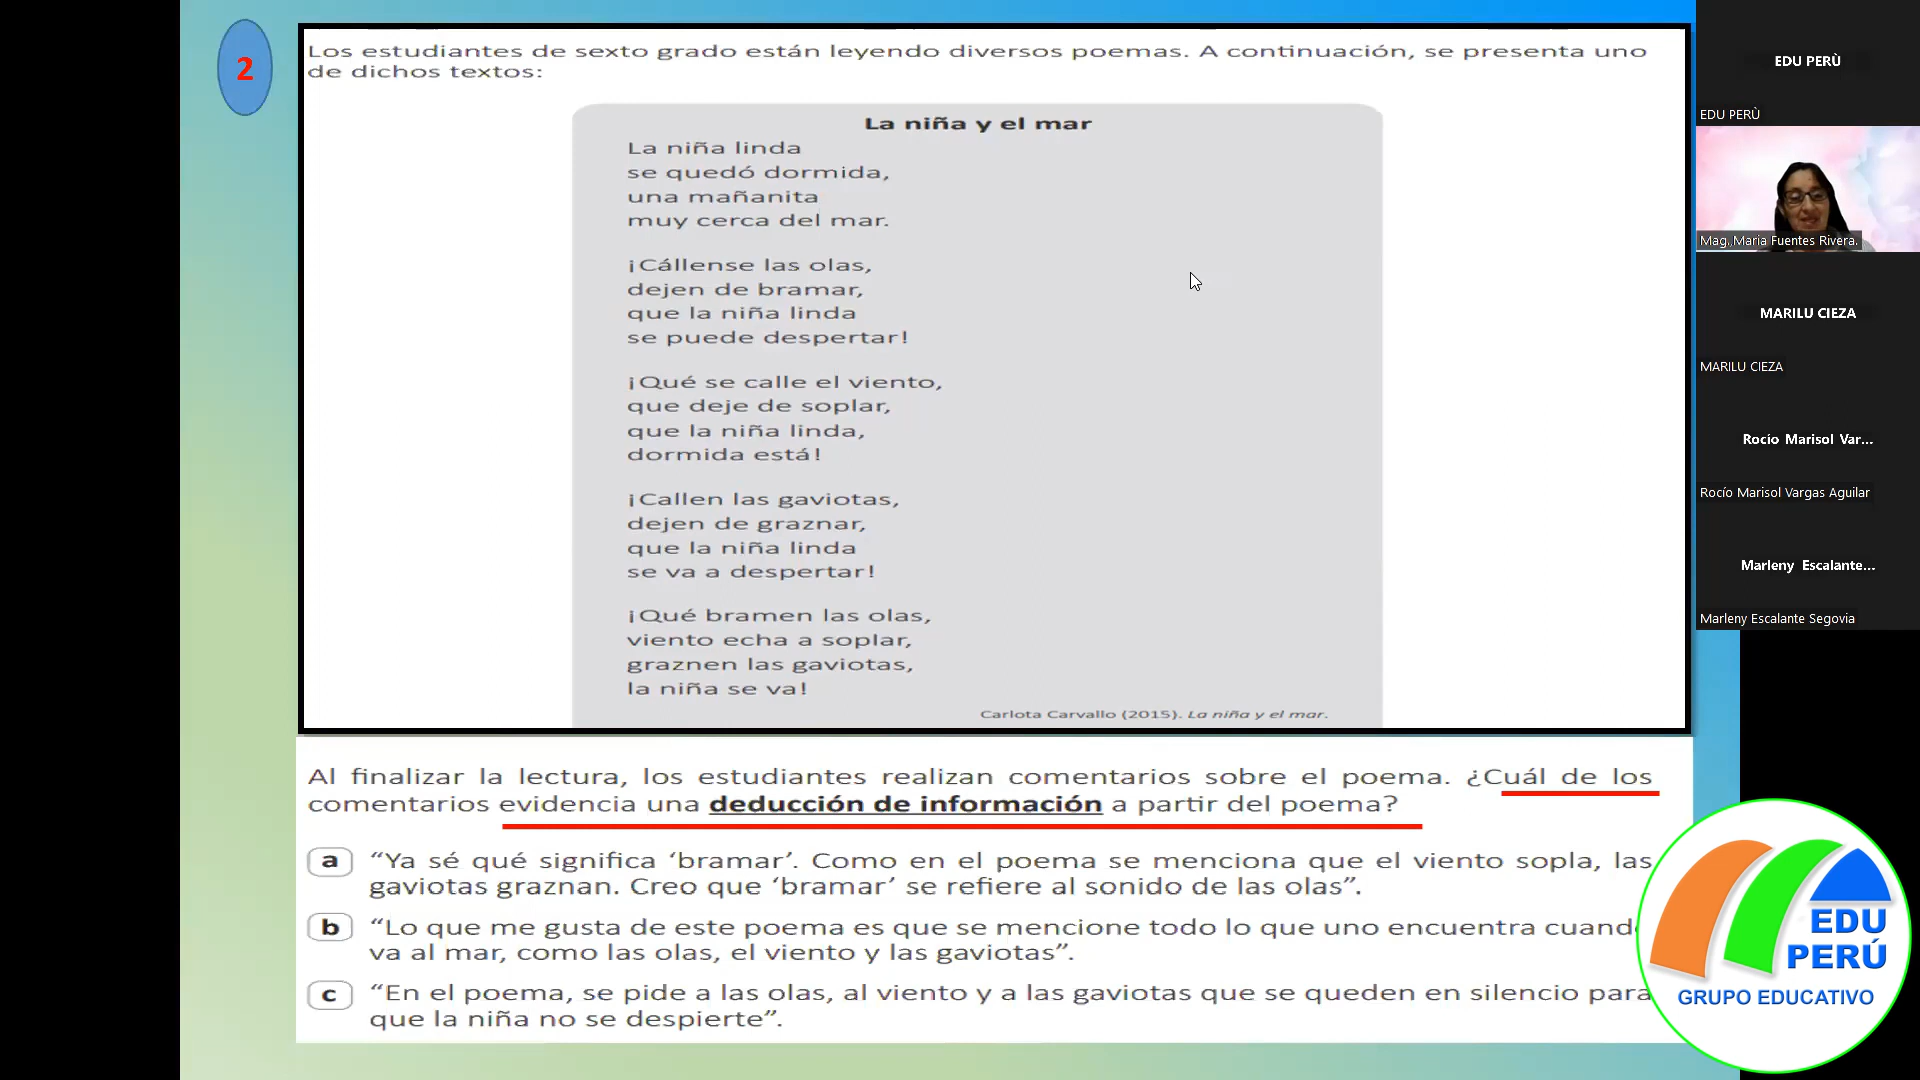 2
Los estudiantes de sexto grado están leyendo diversos poemas. A continuación, se presenta uno
de dichos textos:
La niña y el mar
La niña linda
se quedó dormida,
una mañanita
muy cerca del mar.
¡Cállense las olas,
dejen de bramar,
que la niña linda
se puede despertar!
¡Qué se calle el viento,
que deje de soplar,
que la niña linda,
dormida está!
¡Callen las gaviotas,
dejen de graznar,
que la niña linda
se va a despertar!
¡Qué bramen las olas,
viento echa a soplar,
graznen las gaviotas,
la niña se va!
Carlota Carvallo (2015). La niña y el mar.
Al finalizar la lectura, los estudiantes realizan comentarios sobre el poema. ¿Cuál de los
comentarios evidencia una deducción de información a partir del poema?
a “Ya sé qué significa ‘bramar’. Como en el poema se menciona que el viento sopla, las
gaviotas graznan. Creo que ‘bramar’ se refiere al sonido de las olas”.
b “Lo que me gusta de este poema es que se mencione todo lo que uno encuentra cuando
va al mar, como las olas, el viento y las gaviotas”.
c “En el poema, se pide a las olas, al viento y a las gaviotas que se queden en silencio para
que la niña no se despierte”.
EDU PERÙ
EDU PERÙ
Mag. Maria Fuentes Rivera.
MARILU CIEZA
MARILU CIEZA
Rocío Marisol Var...
Rocío Marisol Vargas Aguilar
Marleny Escalante...
Marleny Escalante Segovia
EDU
PERÚ
GRUPO EDUCATIVO